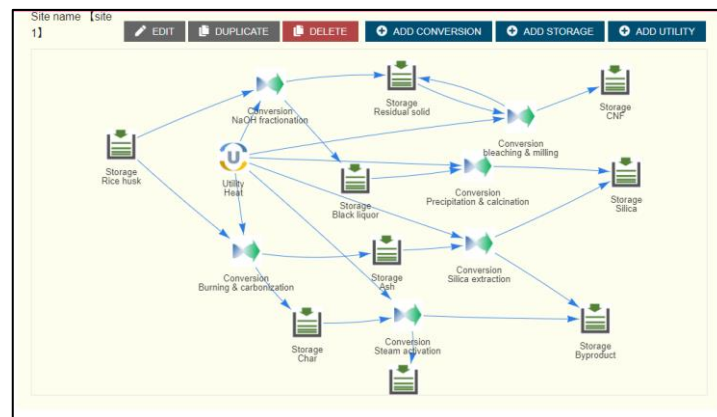 Site name 【site
1】
EDIT
DUPLICATE
DELETE
ADD CONVERSION
ADD STORAGE
ADD UTILITY
Conversion
NaOH fractionation
Storage
Residual solid
Storage
CNF
Conversion
bleaching & milling
Storage
Rice husk
U
Utility
Heat
Storage
Black liquor
Conversion
Precipitation & calcination
Storage
Silica
Conversion
Burning & carbonization
Storage
Ash
Conversion
Silica extraction
Storage
Char
Conversion
Steam activation
Storage
Byproduct